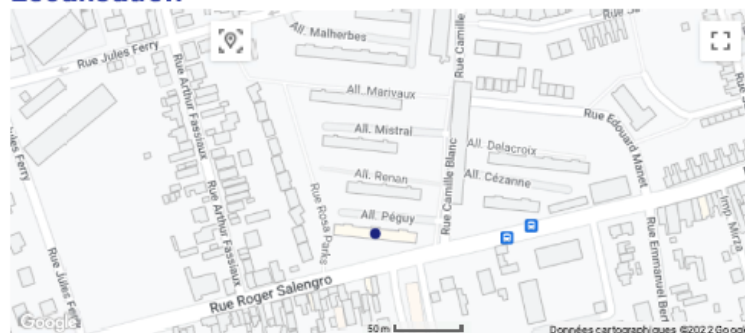 Localisation
All. Malherbes
Rue Jules Ferry
Rue Camille
All. Marivaux
Rue Arthur Fassiaux
All. Mistral
Rue Edouard Manet
All. Delacroix
Jules Ferry
Rue Camille Blanc
All. Renan
All. Cézanne
Rue Arthur Fassiaux
Rue Rosa Parks
All. Péguy
Imp. Mirza
Rue Jules Ferry
Rue Roger Salengro
Rue Emmanuel Bert
Google
50 m
Données cartographiques ©2022 Google